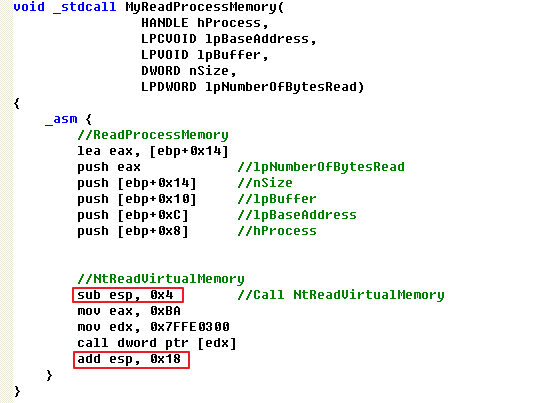 void _stdcall MyReadProcessMemory(
HANDLE hProcess,
LPCVOID lpBaseAddress,
LPVOID lpBuffer,
DWORD nSize,
LPDWORD lpNumberOfBytesRead)
{
_asm {
//ReadProcessMemory
lea eax, [ebp+0x14]
push eax //lpNumberOfBytesRead
push [ebp+0x14] //nSize
push [ebp+0x10] //lpBuffer
push [ebp+0xC] //lpBaseAddress
push [ebp+0x8] //hProcess
//NtReadVirtualMemory
sub esp, 0x4 //Call NtReadVirtualMemory
mov eax, 0xBA
mov edx, 0x7FFE0300
call dword ptr [edx]
add esp, 0x18
}
}